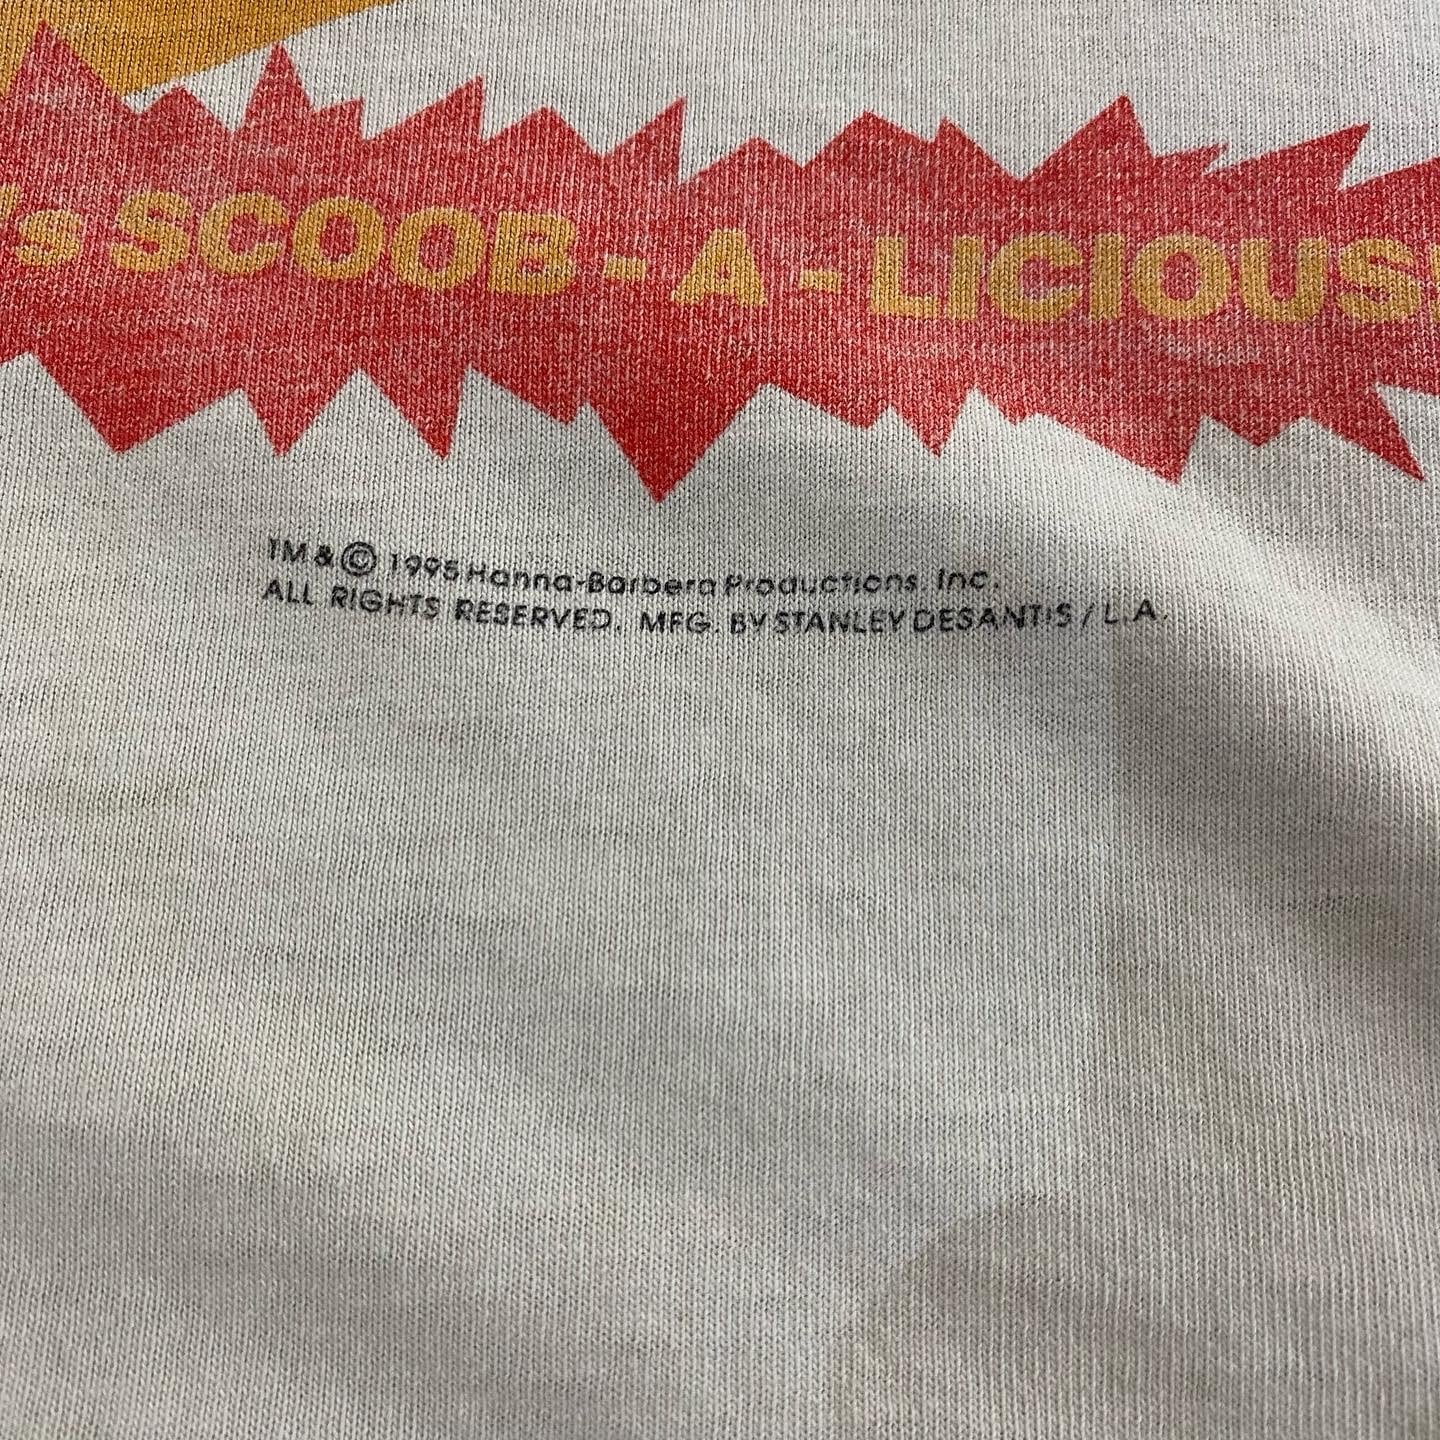 's SCOOB-A-LICIOUS
TM & © 1995 Hanna-Barbera Productions. Inc.
ALL RIGHTS RESERVED. MFG. BY STANLEY DESANTIS / L.A.